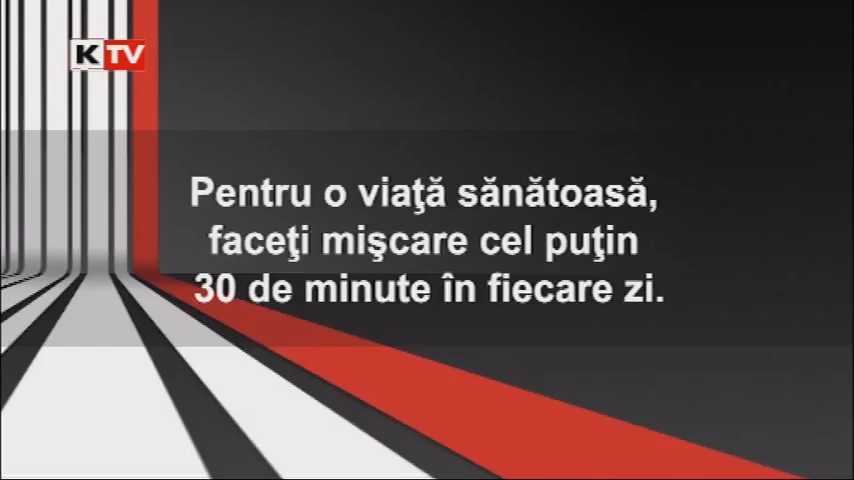 KTV
Pentru o viaţă sănătoasă,
faceţi mişcare cel puţin
30 de minute în fiecare zi.